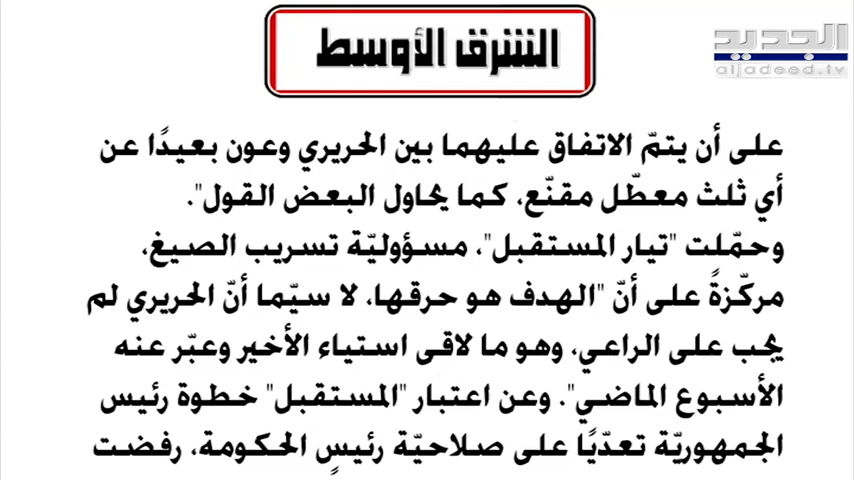 الشرق الأوسط
الجديد
aljadeed.tv
على أن يتمّ الاتفاق عليهما بين الحريري وعون بعيدًا عن
أي ثلث معطّل مقنّع، كما يحاول البعض القول".
وحمّلت "تيار المستقبل"، مسؤوليّة تسريب الصيغ،
مركّزةً على أنّ "الهدف هو حرقها، لا سيّما أنّ الحريري لم
يجب على الراعي، وهو ما لاقى استياء الأخير وعبّر عنه
الأسبوع الماضي". وعن اعتبار "المستقبل" خطوة رئيس
الجمهوريّة تعدّيًا على صلاحيّة رئيسٍ الحكومة، رفضت